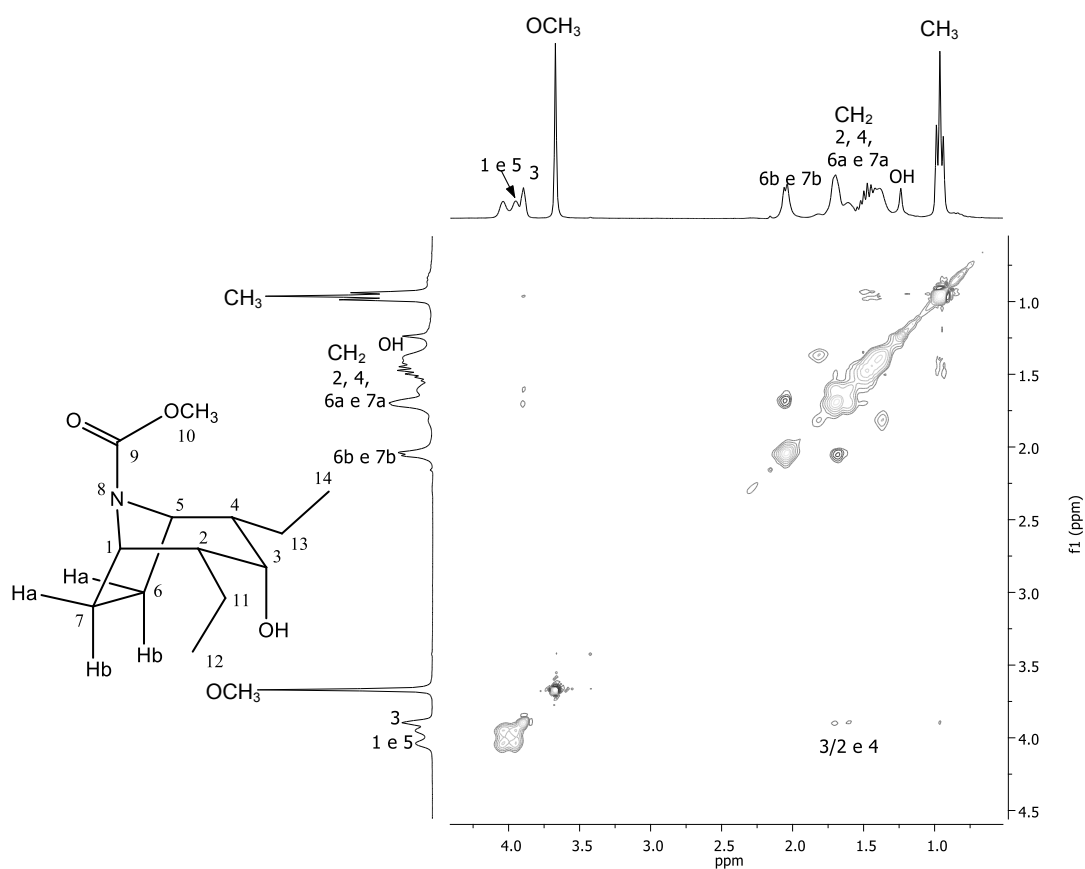 OCH3
CH3
CH2
2, 4,
6a e 7a
1 e 5
3
6b e 7b
OH
CH3
OH
CH2
2, 4,
6a e 7a
6b e 7b
OCH3
3
1 e 5
O
OCH3
10
9
8
N
5
4
14
13
1
2
3
Ha
Ha
6
7
11
OH
Hb
Hb
12
3/2 e 4
1.0
1.5
2.0
2.5
3.0
3.5
4.0
4.5
f1 (ppm)
4.0
3.5
3.0
2.5
2.0
1.5
1.0
ppm